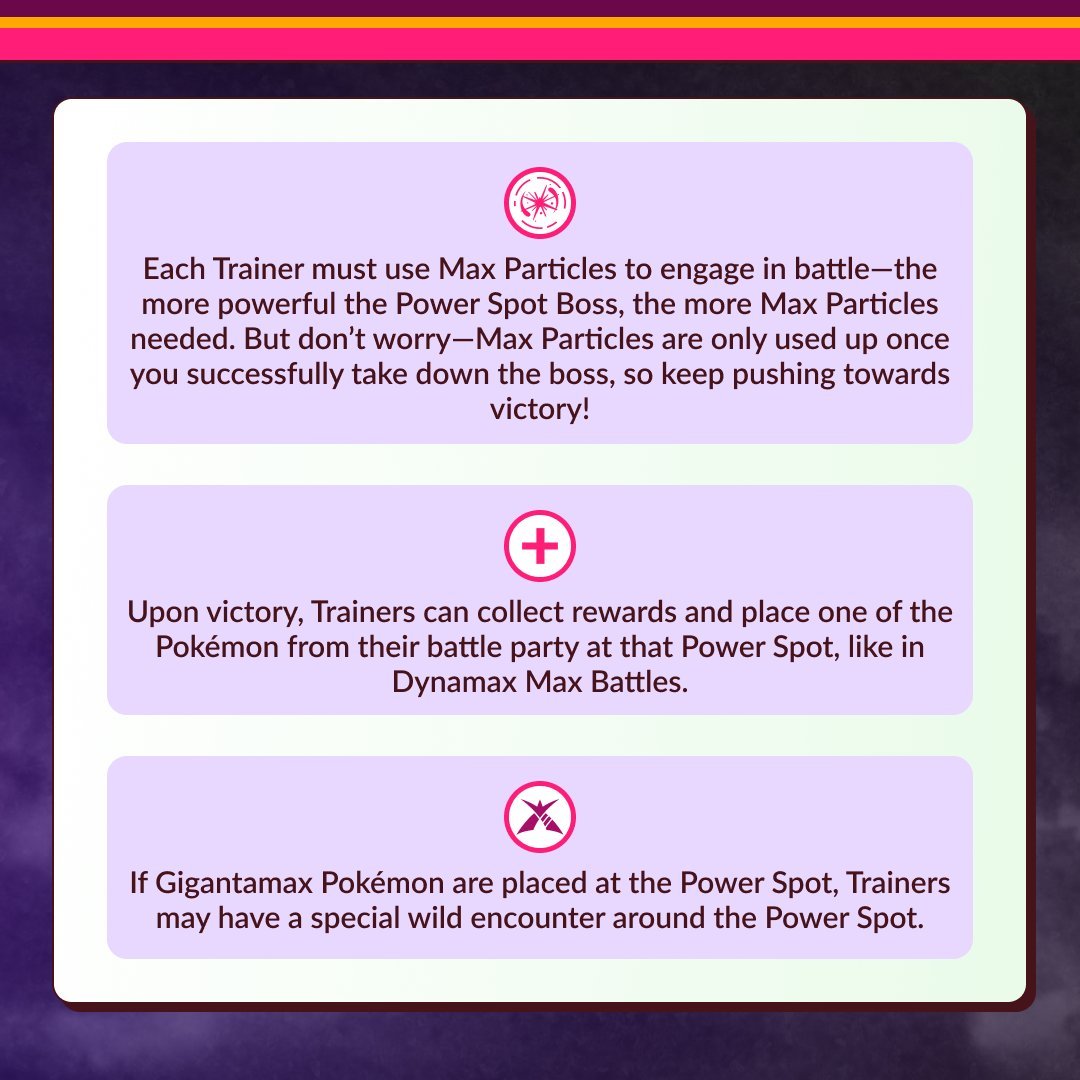 Each Trainer must use Max Particles to engage in battle—the
more powerful the Power Spot Boss, the more Max Particles
needed. But don’t worry—Max Particles are only used up once
you successfully take down the boss, so keep pushing towards
victory!
Upon victory, Trainers can collect rewards and place one of the
Pokémon from their battle party at that Power Spot, like in
Dynamax Max Battles.
If Gigantamax Pokémon are placed at the Power Spot, Trainers
may have a special wild encounter around the Power Spot.